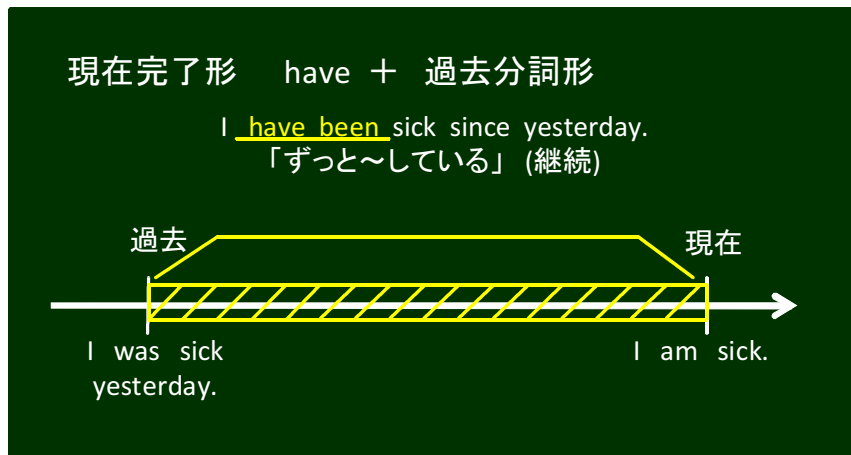 現在完了形 have ＋ 過去分詞形
I have been sick since yesterday.
「ずっと～している」 (継続)
過去
現在
I was sick
yesterday.
I am sick.